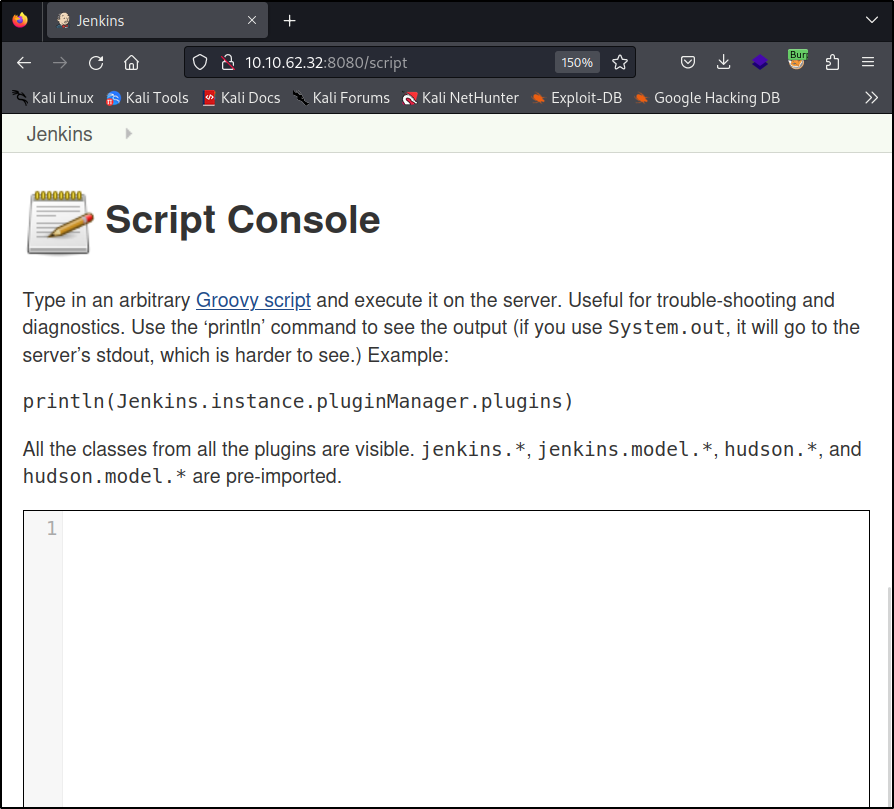 Jenkins
10.10.62.32:8080/script 150% Burr
Kali Linux Kali Tools Kali Docs Kali Forums Kali NetHunter Exploit-DB Google Hacking DB
Jenkins
Script Console
Type in an arbitrary Groovy script and execute it on the server. Useful for trouble-shooting and
diagnostics. Use the ‘println’ command to see the output (if you use System.out, it will go to the
server’s stdout, which is harder to see.) Example:
println(Jenkins.instance.pluginManager.plugins)
All the classes from all the plugins are visible. jenkins.*, jenkins.model.*, hudson.*, and
hudson.model.* are pre-imported.
1